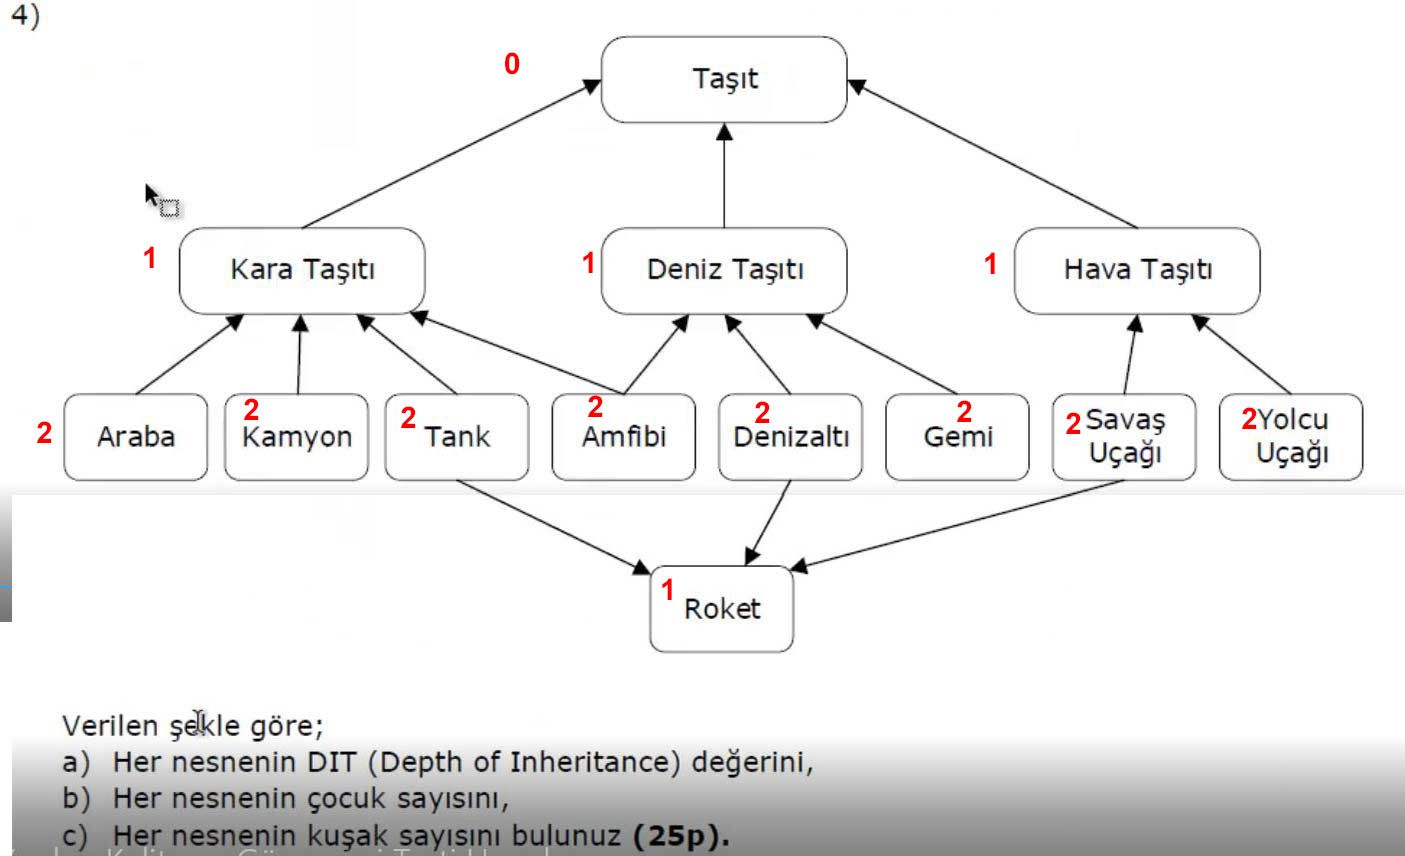 4)
0
Taşıt
1
Kara Taşıtı
1
Deniz Taşıtı
1
Hava Taşıtı
2
Araba
2
Kamyon
2
Tank
2
Amfibi
2
Denizaltı
2
Gemi
2
Savaş
Uçağı
2
Yolcu
Uçağı
1
Roket
Verilen şekle göre;
a) Her nesnenin DIT (Depth of Inheritance) değerini,
b) Her nesnenin çocuk sayısını,
c) Her nesnenin kuşak sayısını bulunuz (25p).